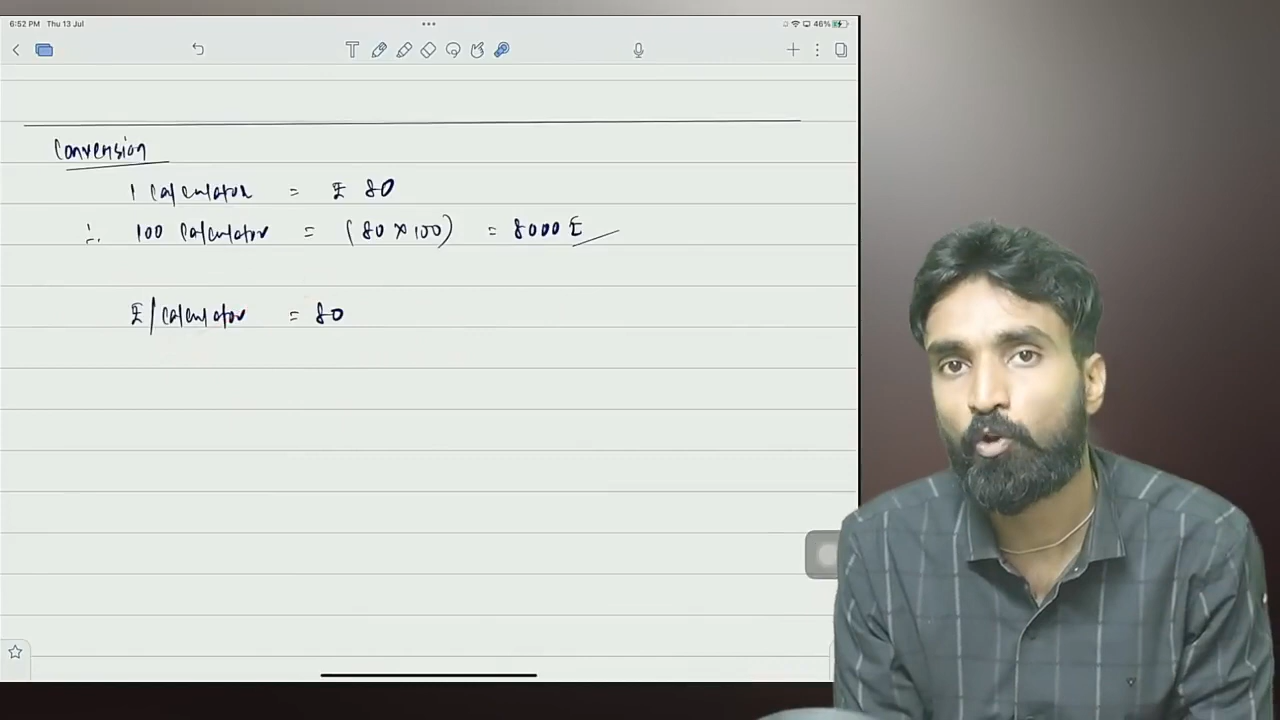 6:52 PM Thu 13 Jul
46%
Conversion
1 Calculator = ₹ 80
∴ 100 Calculator = (80 × 100) = 8000 ₹
₹/Calculator = 80